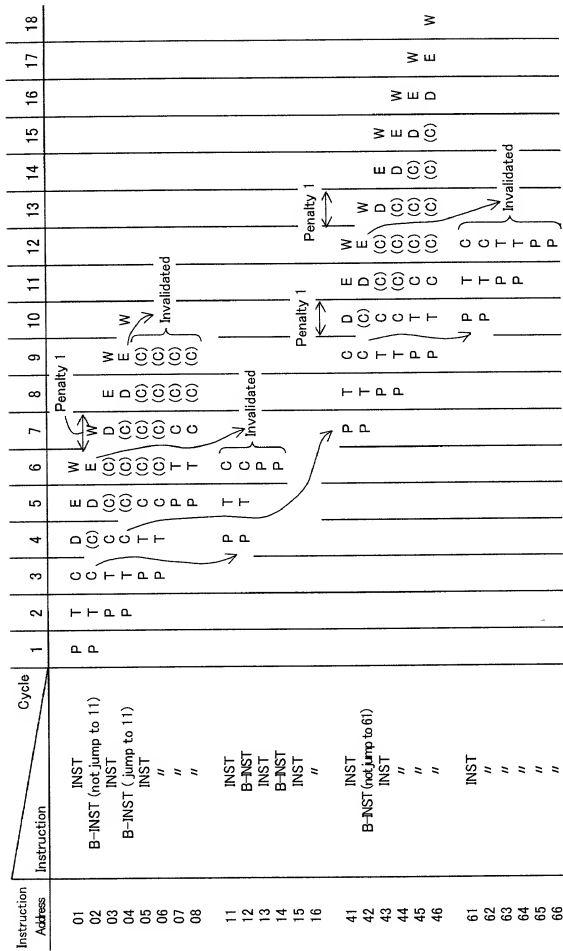 Instruction Address Instruction Cycle 1 2 3 4 5 6 7 8 9 10 11 12 13 14 15 16 17 18
Penalty 1
01 INST P T C D E W
02 B-INST (not jump to 11) P T C (C) D E W
03 INST P T C (C) (C) D E W
04 B-INST ( jump to 11) P T C (C) (C) (C) D E W
05 INST P T C (C) (C) (C) (C)
06 〃 P T C (C) (C) (C) (C)
07 〃 P T C (C) (C)
08 〃 P T C (C) (C)
Invalidated
11 INST P T C
12 B-INST P T C
13 INST P
14 B-INST P
15 INST
16 〃
Invalidated
Penalty 1
Penalty 1
41 INST P T C D E W
42 B-INST (not jump to 61) P T C (C) D E W
43 INST P T C (C) (C) D E W
44 〃 P T C (C) (C) (C) D E W
45 〃 P T C (C) (C) (C) D E W
46 〃 P T C (C) (C) (C) (C) D E W
61 INST P T C
62 〃 P T C
63 〃 P T
64 〃 P T
65 〃 P
66 〃 P
Invalidated